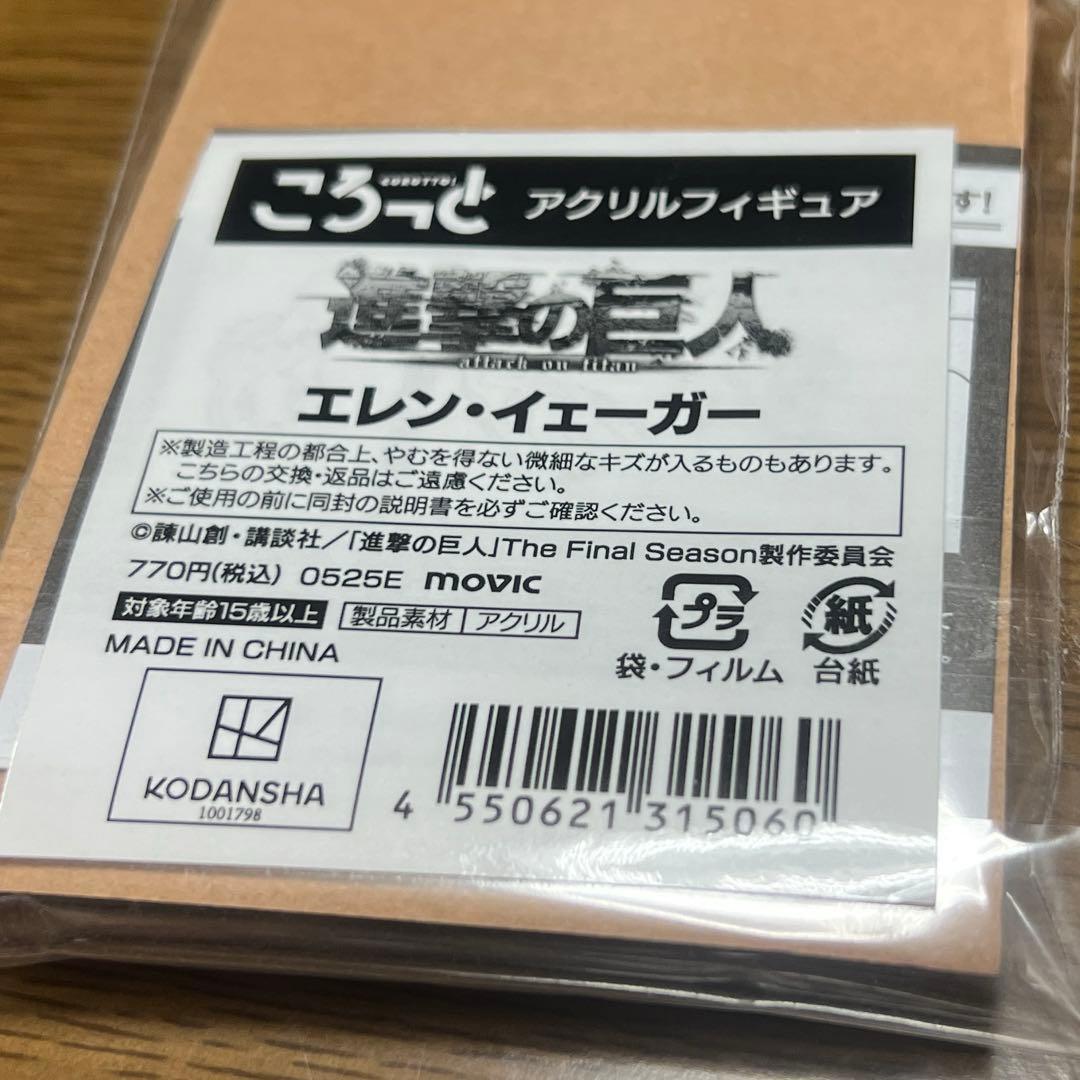 COROTTO!
ころっと アクリルフィギュア
す!
進撃の巨人
attack on titan
エレン・イェーガー
※製造工程の都合上、やむを得ない微細なキズが入るものもあります。
こちらの交換・返品はご遠慮ください。
※ご使用の前に同封の説明書を必ずご確認ください。
©諫山創・講談社/「進撃の巨人」The Final Season製作委員会
770円(税込) 0525E movic
対象年齢15歳以上 製品素材 アクリル
MADE IN CHINA
プラ
袋・フィルム
紙
台紙
KODANSHA
1001798
4 550621 315060